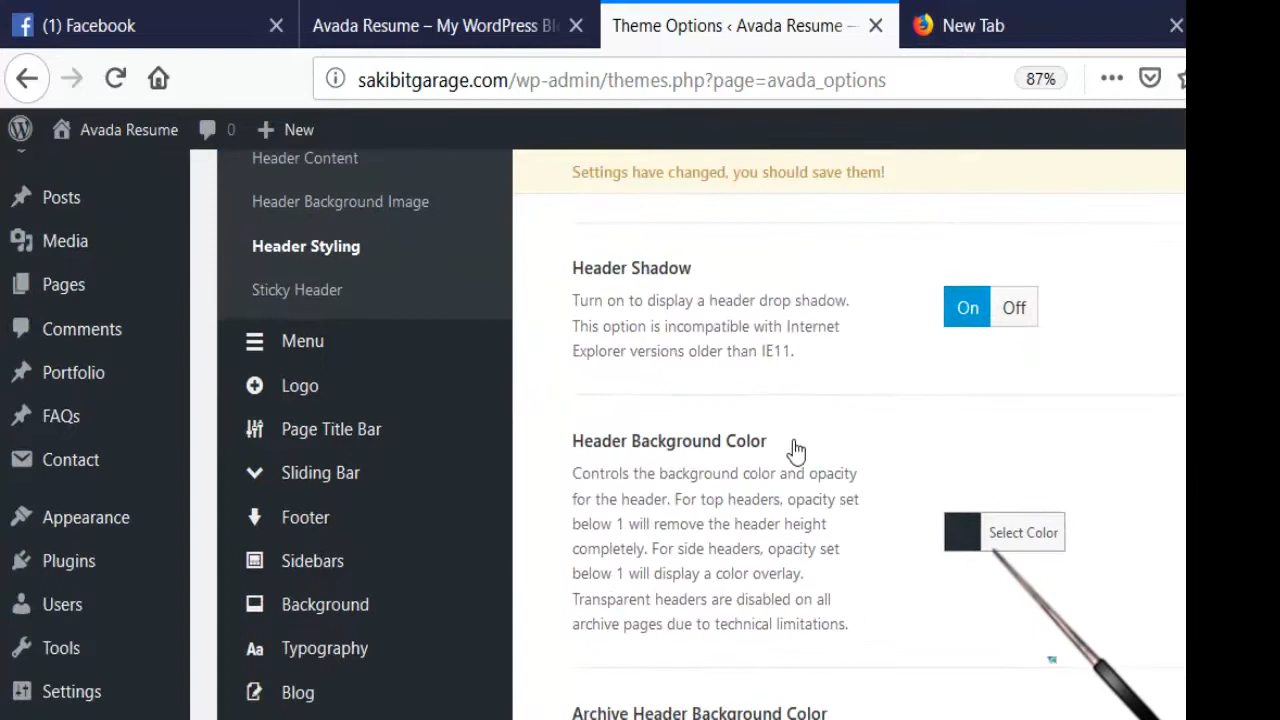 (1) Facebook
Avada Resume – My WordPress Blo
Theme Options ‹ Avada Resume —
New Tab
sakibitgarage.com/wp-admin/themes.php?page=avada_options
87%
Avada Resume
0
New
Posts
Media
Pages
Comments
Portfolio
FAQs
Contact
Appearance
Plugins
Users
Tools
Settings
Header Content
Header Background Image
Header Styling
Sticky Header
Menu
Logo
Page Title Bar
Sliding Bar
Footer
Sidebars
Background
Aa Typography
Blog
Settings have changed, you should save them!
Header Shadow
Turn on to display a header drop shadow.
This option is incompatible with Internet
Explorer versions older than IE11.
On Off
Header Background Color
Controls the background color and opacity
for the header. For top headers, opacity set
below 1 will remove the header height
completely. For side headers, opacity set
below 1 will display a color overlay.
Transparent headers are disabled on all
archive pages due to technical limitations.
Select Color
Archive Header Background Color